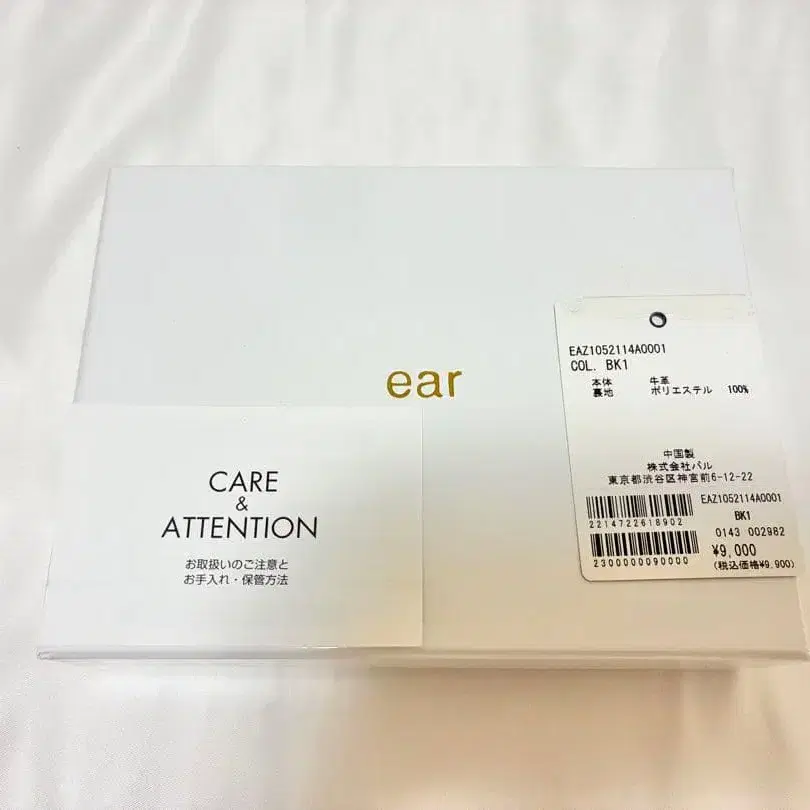 ear
CARE
&
ATTENTION
お取扱いのご注意と
お手入れ・保管方法
EAZ1052114A0001
COL. BK1
本体 牛革
裏地 ポリエステル 100%
中国製
株式会社パル
東京都渋谷区神宮前6-12-22
EAZ1052114A0001
BK1
2214722618902
0143 002982
¥9,000
2300000090000
(税込価格¥9,900)